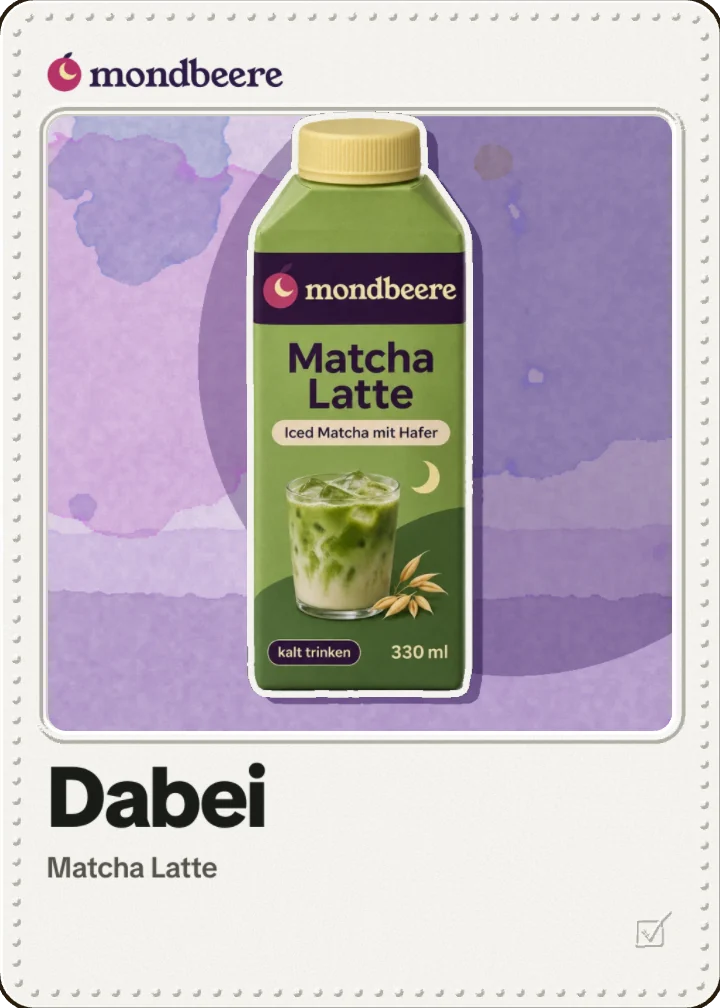 mondbeere
mondbeere
Matcha
Latte
Iced Matcha mit Hafer
kalt trinken
330 ml
Dabei
Matcha Latte